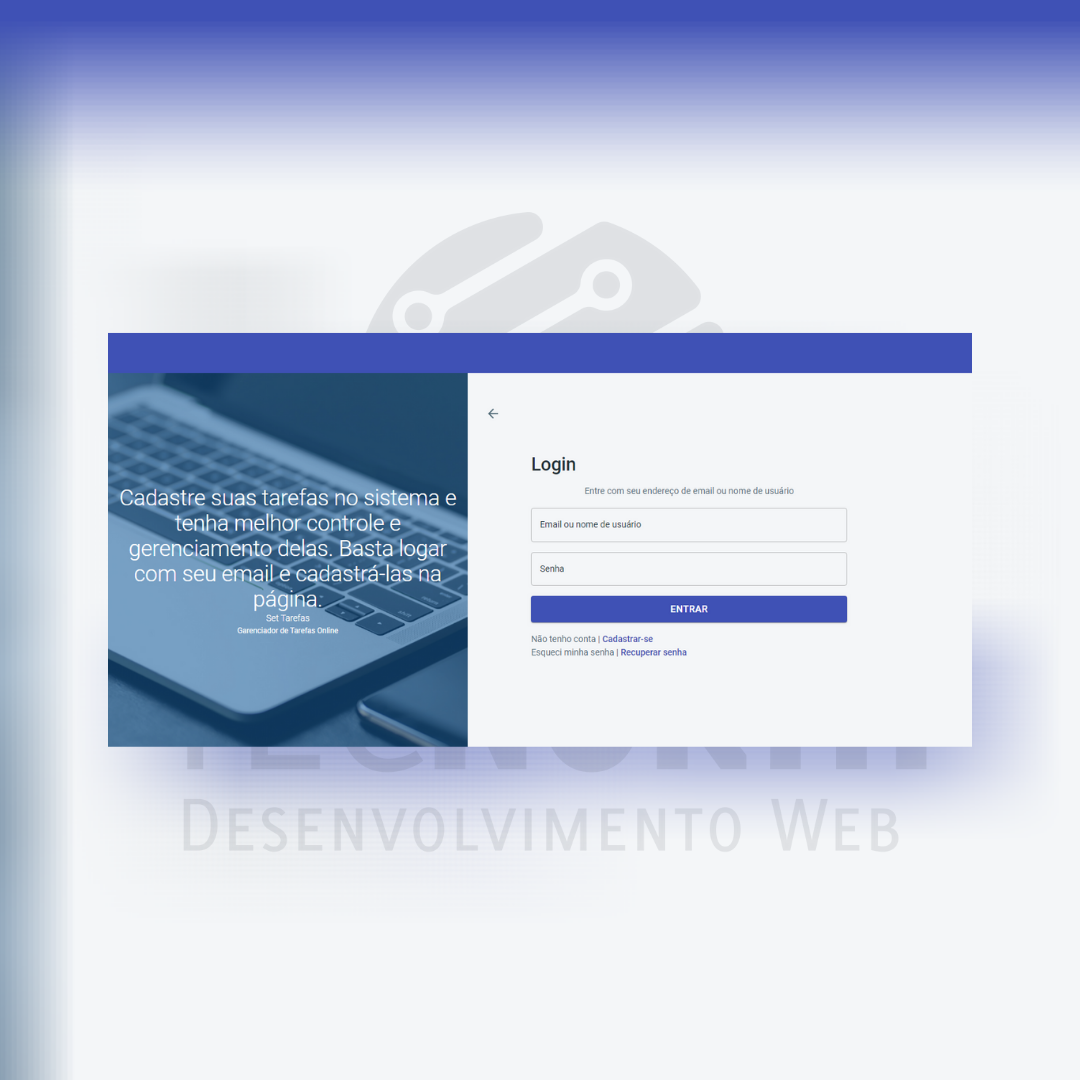 Cadastre suas tarefas no sistema e
tenha melhor controle e
gerenciamento delas. Basta logar
com seu email e cadastrá-las na
página.
Set Tarefas
Garenciador de Tarefas Online
Login
Entre com seu endereço de email ou nome de usuário
Email ou nome de usuário
Senha
ENTRAR
Não tenho conta | Cadastrar-se
Esqueci minha senha | Recuperar senha
Desenvolvimento Web